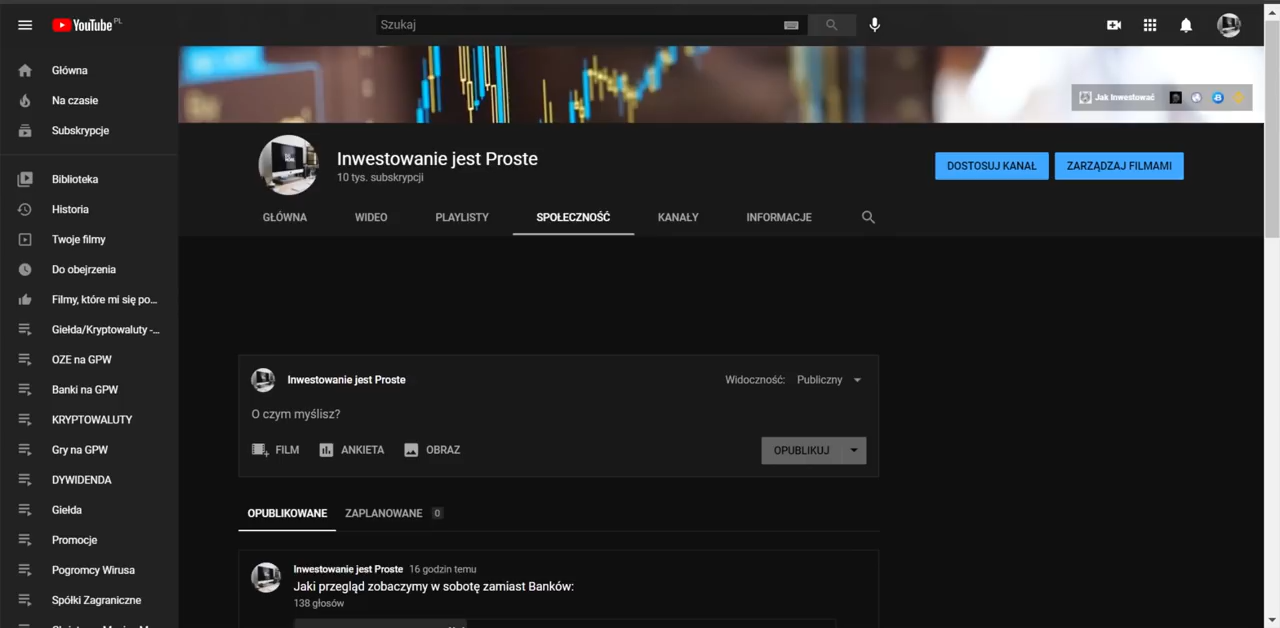 YouTube PL
Szukaj
Główna
Na czasie
Subskrypcje
Biblioteka
Historia
Twoje filmy
Do obejrzenia
Filmy, które mi się po...
Giełda/Kryptowaluty -...
OZE na GPW
Banki na GPW
KRYPTOWALUTY
Gry na GPW
DYWIDENDA
Giełda
Promocje
Pogromcy Wirusa
Spółki Zagraniczne
Jak Inwestować
Inwestowanie jest Proste
10 tys. subskrypcji
DOSTOSUJ KANAŁ
ZARZĄDZAJ FILMAMI
GŁÓWNA
WIDEO
PLAYLISTY
SPOŁECZNOŚĆ
KANAŁY
INFORMACJE
Inwestowanie jest Proste
Widoczność: Publiczny
O czym myślisz?
FILM
ANKIETA
OBRAZ
OPUBLIKUJ
OPUBLIKOWANE
ZAPLANOWANE 0
Inwestowanie jest Proste 16 godzin temu
Jaki przegląd zobaczymy w sobotę zamiast Banków:
138 głosów